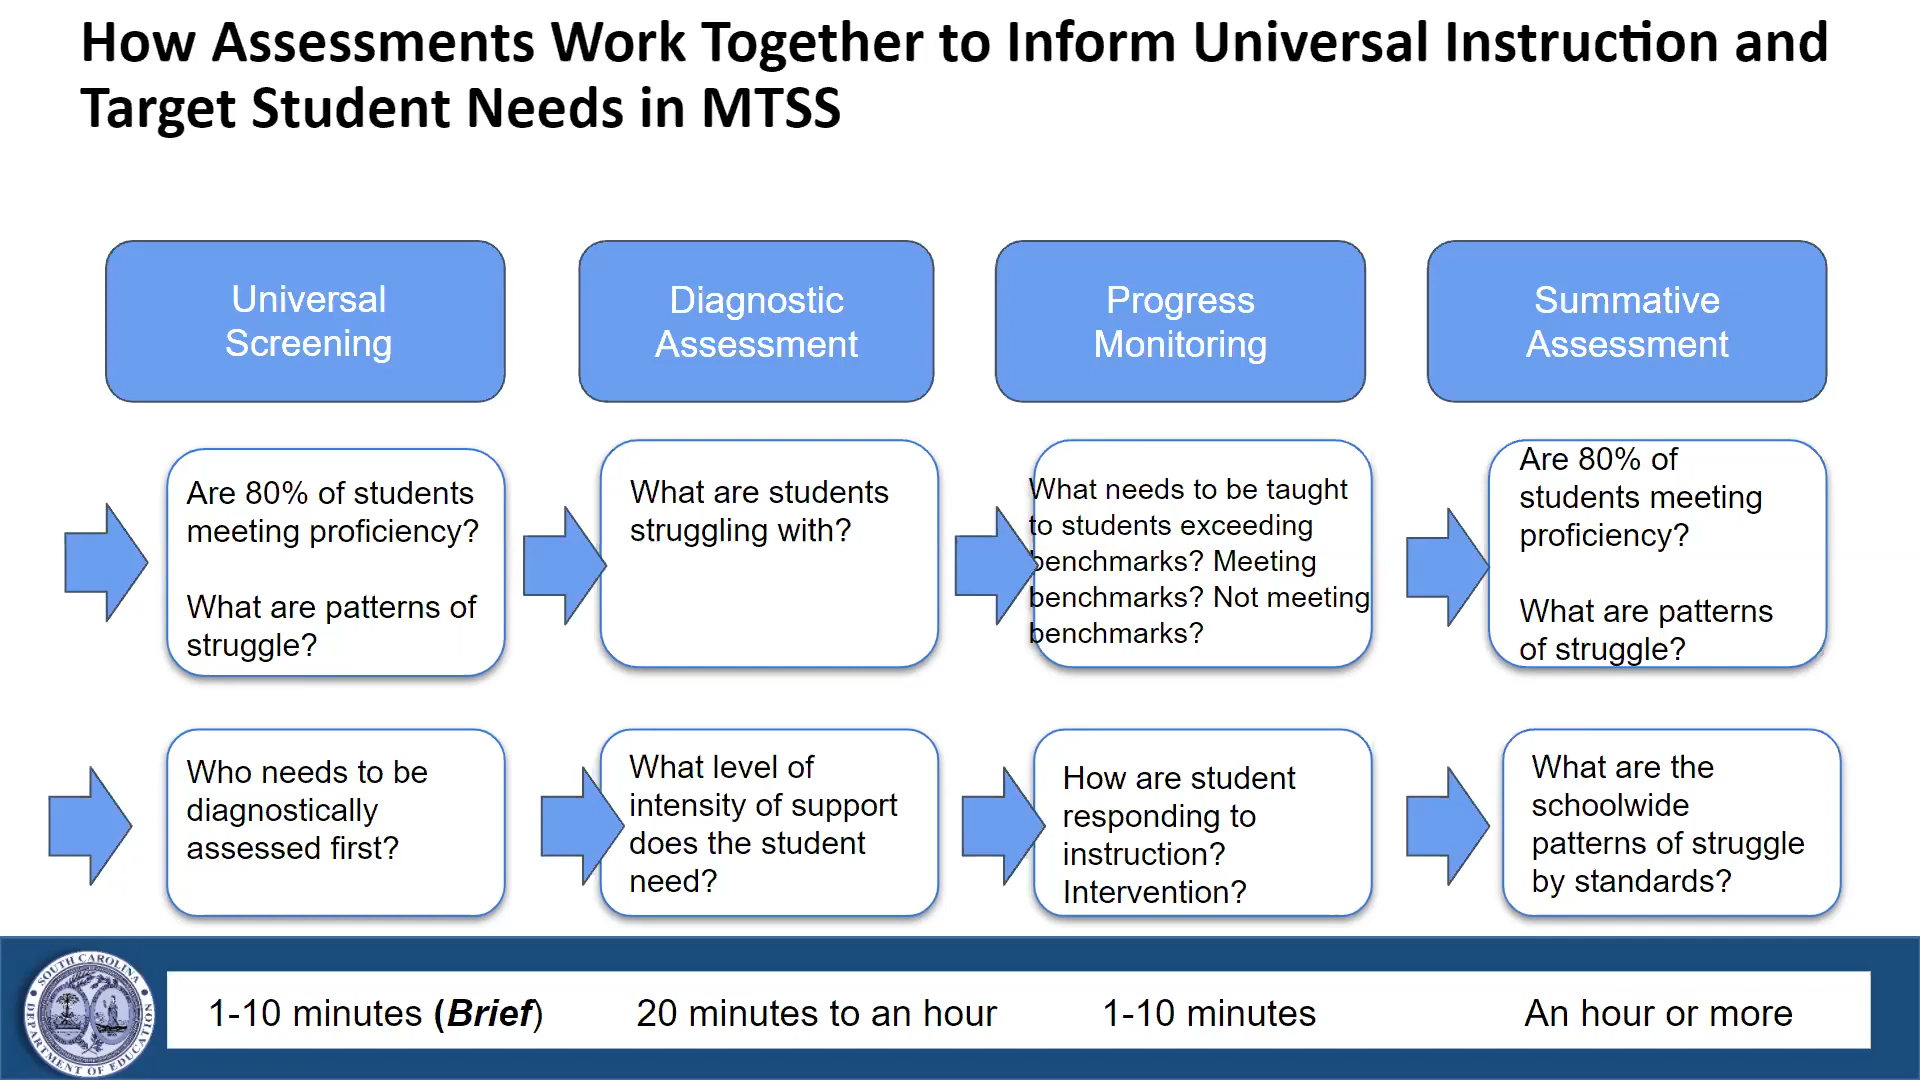 How Assessments Work Together to Inform Universal Instruction and
Target Student Needs in MTSS
Universal
Screening
Diagnostic
Assessment
Progress
Monitoring
Summative
Assessment
Are 80% of students
meeting proficiency?
What are patterns of
struggle?
What are students
struggling with?
What needs to be taught
to students exceeding
benchmarks? Meeting
benchmarks? Not meeting
benchmarks?
Are 80% of
students meeting
proficiency?
What are patterns
of struggle?
Who needs to be
diagnostically
assessed first?
What level of
intensity of support
does the student
need?
How are student
responding to
instruction?
Intervention?
What are the
schoolwide
patterns of struggle
by standards?
SOUTH CAROLINA
DEPARTMENT OF EDUCATION
1-10 minutes (Brief)
20 minutes to an hour
1-10 minutes
An hour or more